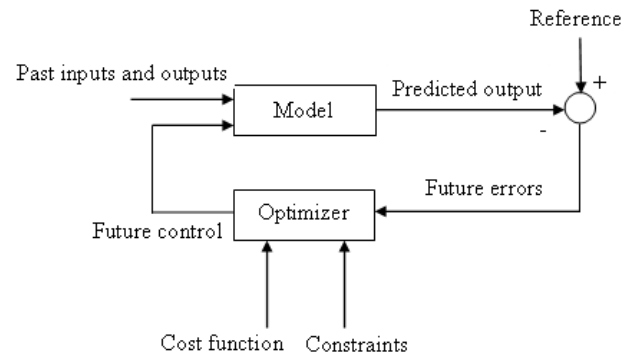 Reference
+
Past inputs and outputs
Predicted output
Model
-
Future errors
Optimizer
Future control
Cost function
Constraints